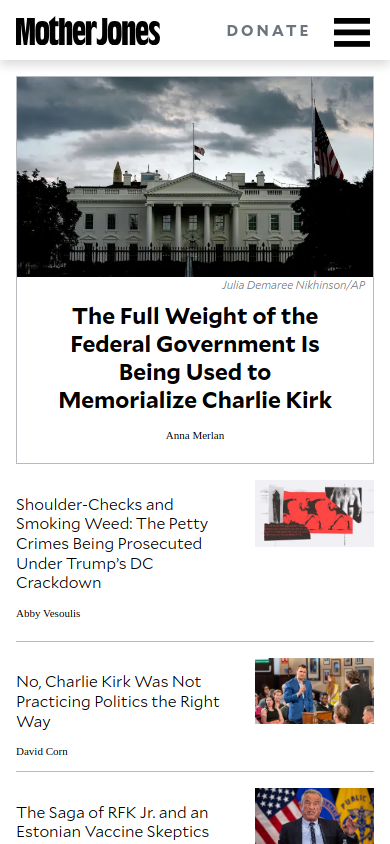 Mother Jones
DONATE
Julia Demaree Nikhinson/AP
The Full Weight of the
Federal Government Is
Being Used to
Memorialize Charlie Kirk
Anna Merlan
Shoulder-Checks and
Smoking Weed: The Petty
Crimes Being Prosecuted
Under Trump’s DC
Crackdown
Abby Vesoulis
No, Charlie Kirk Was Not
Practicing Politics the Right
Way
David Corn
The Saga of RFK Jr. and an
Estonian Vaccine Skeptics